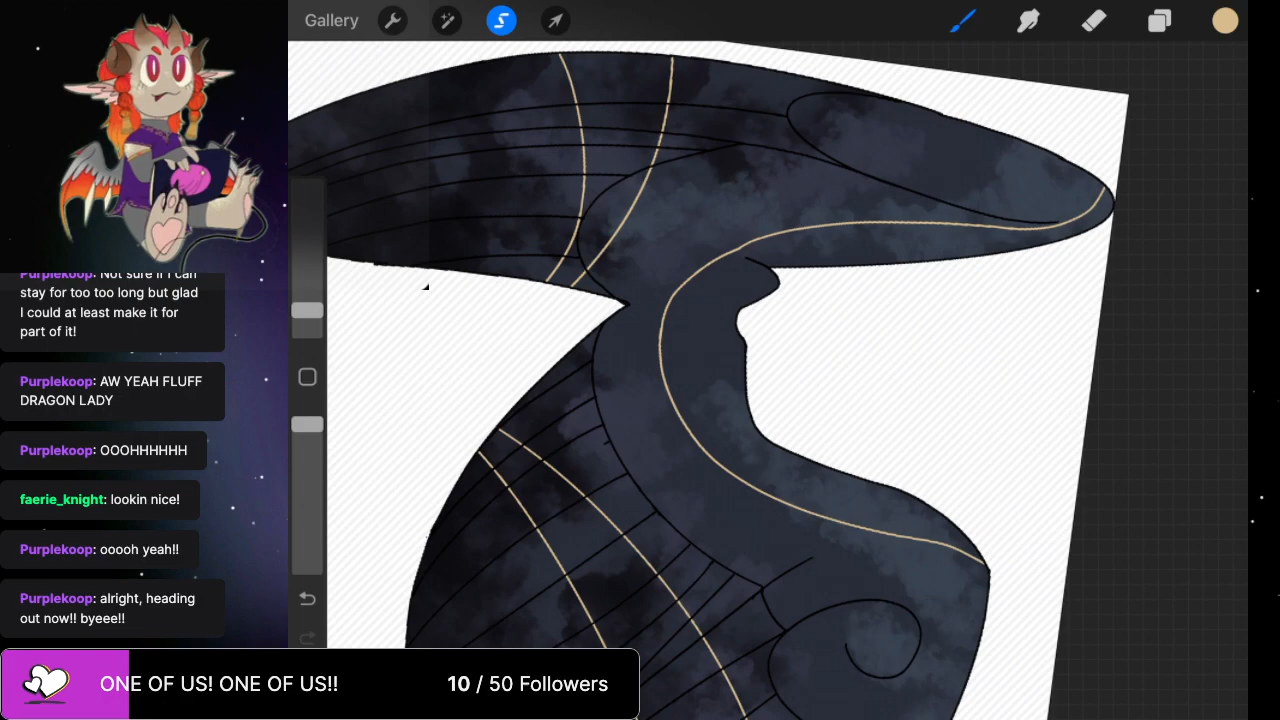 Gallery
Purplekoop: Not sure if I can
stay for too too long but glad
I could at least make it for
part of it!
Purplekoop: AW YEAH FLUFF
DRAGON LADY
Purplekoop: OOOHHHHHH
faerie_knight: lookin nice!
Purplekoop: ooooh yeah!!
Purplekoop: alright, heading
out now!! byeee!!
ONE OF US! ONE OF US!! 10 / 50 Followers